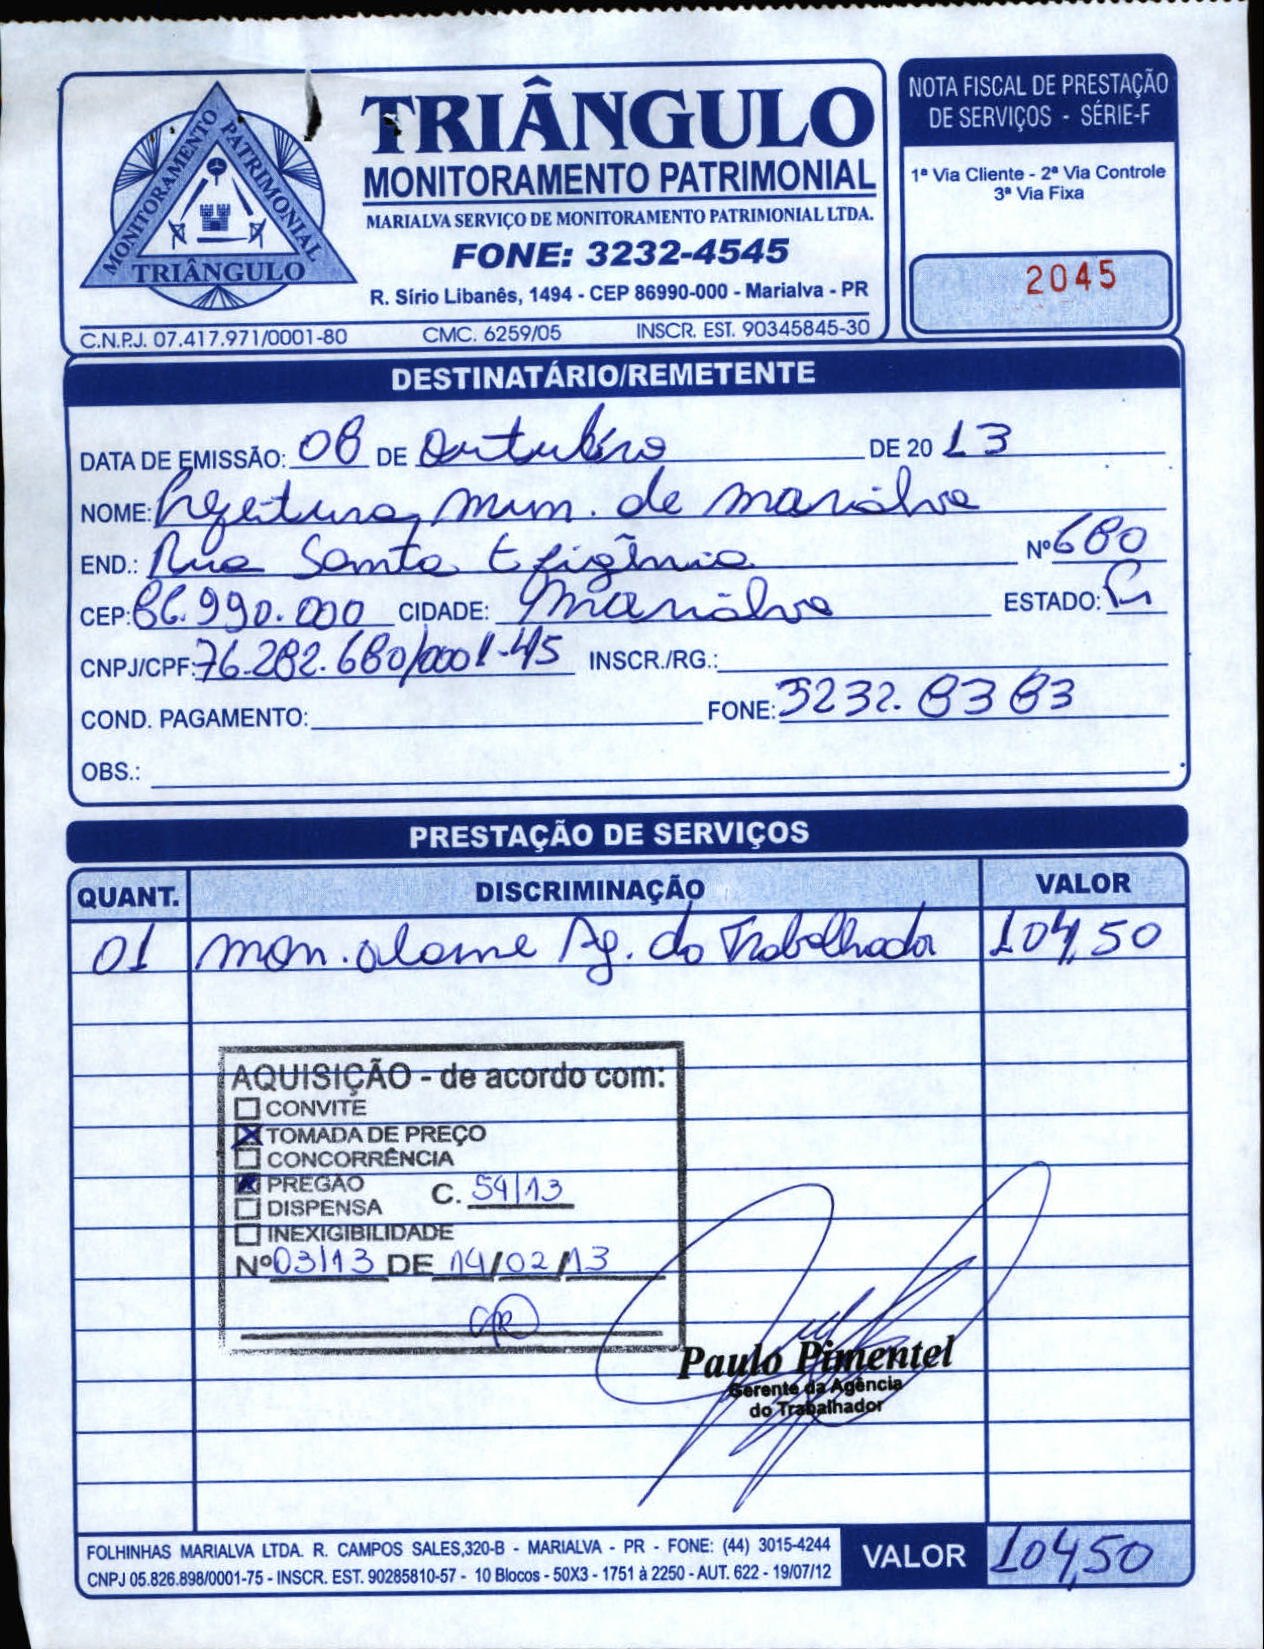 MONITORAMENTO PATRIMONIAL
TRIÂNGULO
TRIÂNGULO
MONITORAMENTO PATRIMONIAL
MARIALVA SERVIÇO DE MONITORAMENTO PATRIMONIAL LTDA.
FONE: 3232-4545
R. Sírio Libanês, 1494 - CEP 86990-000 - Marialva - PR
C.N.P.J. 07.417.971/0001-80 CMC. 6259/05 INSCR. EST. 90345845-30
NOTA FISCAL DE PRESTAÇÃO
DE SERVIÇOS - SÉRIE-F
1ª Via Cliente - 2ª Via Controle
3ª Via Fixa
2045
DESTINATÁRIO/REMETENTE
DATA DE EMISSÃO: 08 DE Outubro DE 20 13
NOME: Prefeitura Mun. de Marialva
END.: Rua Santa Efigênia Nº 680
CEP: 86.990.000 CIDADE: Marialva ESTADO: Pr
CNPJ/CPF: 76.282.680/0001-45 INSCR./RG.:
COND. PAGAMENTO: FONE: 3232.8383
OBS.:
PRESTAÇÃO DE SERVIÇOS
QUANT. DISCRIMINAÇÃO VALOR
01 Mon. alarme Ag. do Trabalhador 104,50
AQUISIÇÃO - de acordo com:
CONVITE
TOMADA DE PREÇO
CONCORRÊNCIA
PREGÃO C. 54/13
DISPENSA
INEXIGIBILIDADE
Nº 03/13 DE 14/02/13
Paulo Pimentel
Gerente da Agência
do Trabalhador
FOLHINHAS MARIALVA LTDA. R. CAMPOS SALES,320-B - MARIALVA - PR - FONE: (44) 3015-4244
CNPJ 05.826.898/0001-75 - INSCR. EST. 90285810-57 - 10 Blocos - 50X3 - 1751 à 2250 - AUT. 622 - 19/07/12
VALOR 104,50